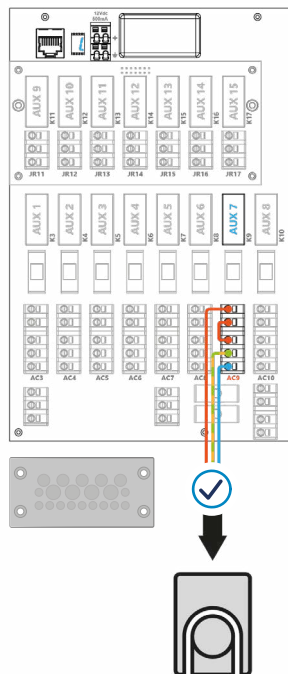 12Vdc
800mA
+
AUX 9
AUX 10
AUX 11
AUX 12
AUX 13
AUX 14
AUX 15
K11
K12
K13
K14
K15
K16
K17
JR11
JR12
JR13
JR14
JR15
JR16
JR17
AUX 1
AUX 2
AUX 3
AUX 4
AUX 5
AUX 6
AUX 7
AUX 8
K3
K4
K5
K6
K7
K8
K9
K10
AC3
AC4
AC5
AC6
AC7
AC8
AC9
AC10